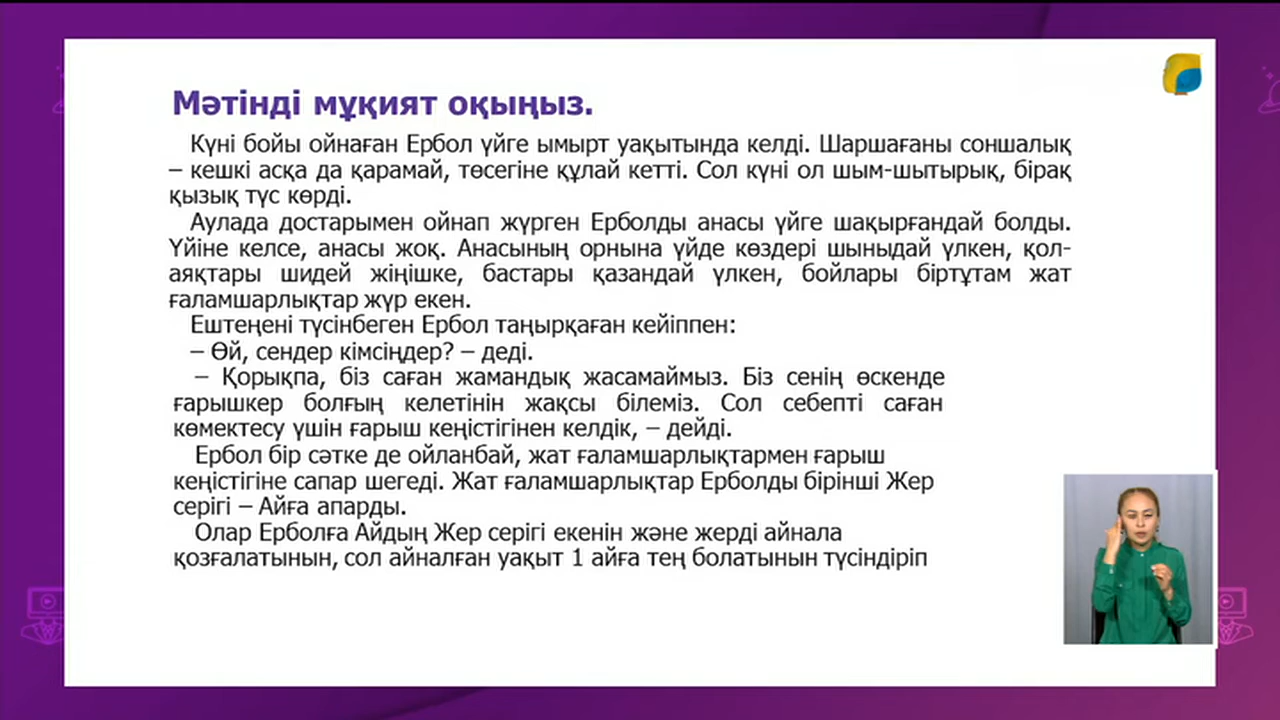 Мәтінді мұқият оқыңыз.
Күні бойы ойнаған Ербол үйге ымырт уақытында келді. Шаршағаны соншалық
– кешкі асқа да қарамай, төсегіне құлай кетті. Сол күні ол шым-шытырық, бірақ
қызық түс көрді.
Аулада достарымен ойнап жүрген Ерболды анасы үйге шақырғандай болды.
Үйіне келсе, анасы жоқ. Анасының орнына үйде көздері шыныдай үлкен, қол-
аяқтары шидей жіңішке, бастары қазандай үлкен, бойлары біртұтам жат
ғаламшарлықтар жүр екен.
Ештеңені түсінбеген Ербол таңырқаған кейіппен:
– Өй, сендер кімсіңдер? – деді.
– Қорықпа, біз саған жамандық жасамаймыз. Біз сенің өскенде
ғарышкер болғың келетінін жақсы білеміз. Сол себепті саған
көмектесу үшін ғарыш кеңістігінен келдік, – дейді.
Ербол бір сәтке де ойланбай, жат ғаламшарлықтармен ғарыш
кеңістігіне сапар шегеді. Жат ғаламшарлықтар Ерболды бірінші Жер
серігі – Айға апарды.
Олар Ерболға Айдың Жер серігі екенін және жерді айнала
қозғалатынын, сол айналған уақыт 1 айға тең болатынын түсіндіріп